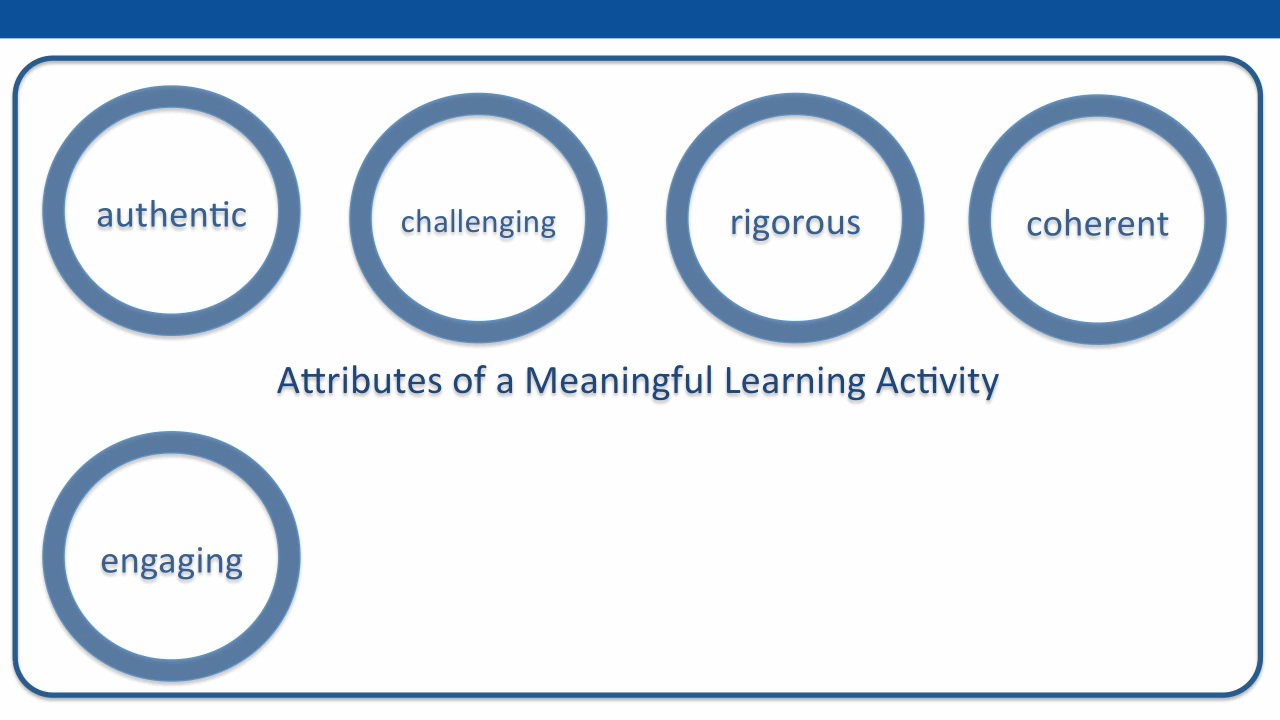 authentic
challenging
rigorous
coherent
Attributes of a Meaningful Learning Activity
engaging